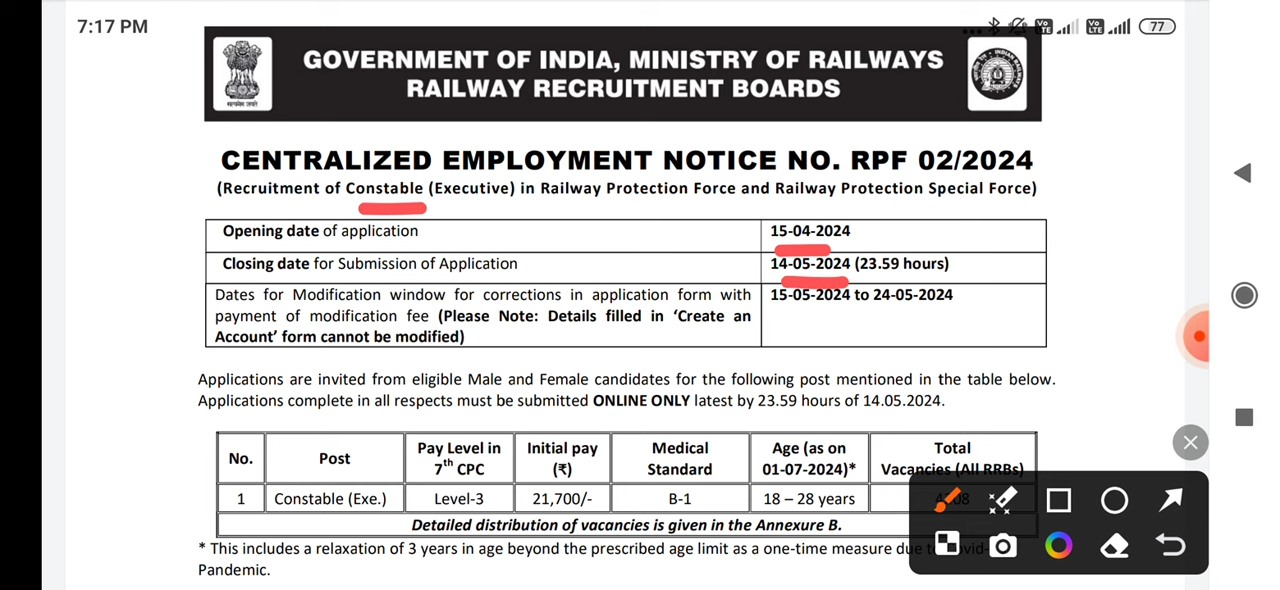 7:17 PM
77
GOVERNMENT OF INDIA, MINISTRY OF RAILWAYS
RAILWAY RECRUITMENT BOARDS
सत्यमेव जयते
CENTRALIZED EMPLOYMENT NOTICE NO. RPF 02/2024
(Recruitment of Constable (Executive) in Railway Protection Force and Railway Protection Special Force)
Opening date of application 15-04-2024
Closing date for Submission of Application 14-05-2024 (23.59 hours)
Dates for Modification window for corrections in application form with 15-05-2024 to 24-05-2024
payment of modification fee (Please Note: Details filled in ‘Create an
Account’ form cannot be modified)
Applications are invited from eligible Male and Female candidates for the following post mentioned in the table below.
Applications complete in all respects must be submitted ONLINE ONLY latest by 23.59 hours of 14.05.2024.
No. Post Pay Level in 7th CPC Initial pay (₹) Medical Standard Age (as on 01-07-2024)* Total Vacancies (All RRBs)
1 Constable (Exe.) Level-3 21,700/- B-1 18 – 28 years
Detailed distribution of vacancies is given in the Annexure B.
* This includes a relaxation of 3 years in age beyond the prescribed age limit as a one-time measure due
Pandemic.